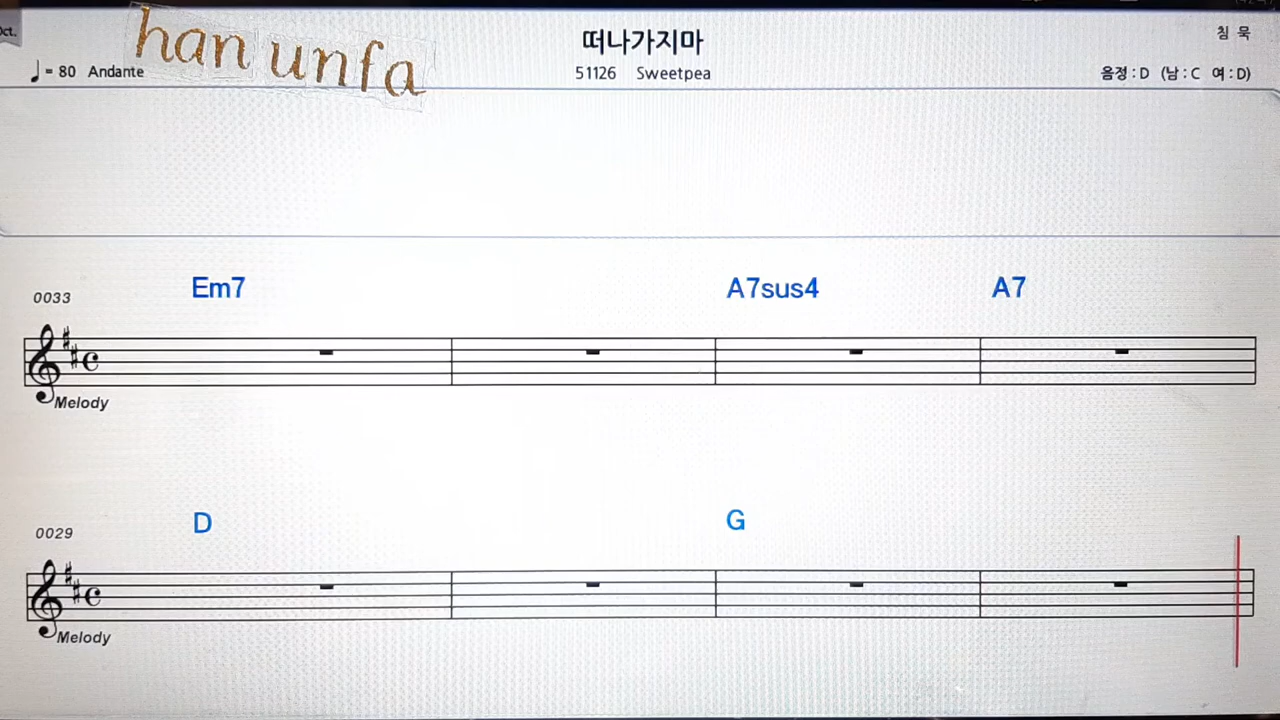 Oct.
han unfa
떠나가지마
침 묵
♩ = 80 Andante
51126 Sweetpea
음정 : D (남 : C 여 : D)
0033
Em7 A7sus4 A7
Melody
0029
D G
Melody